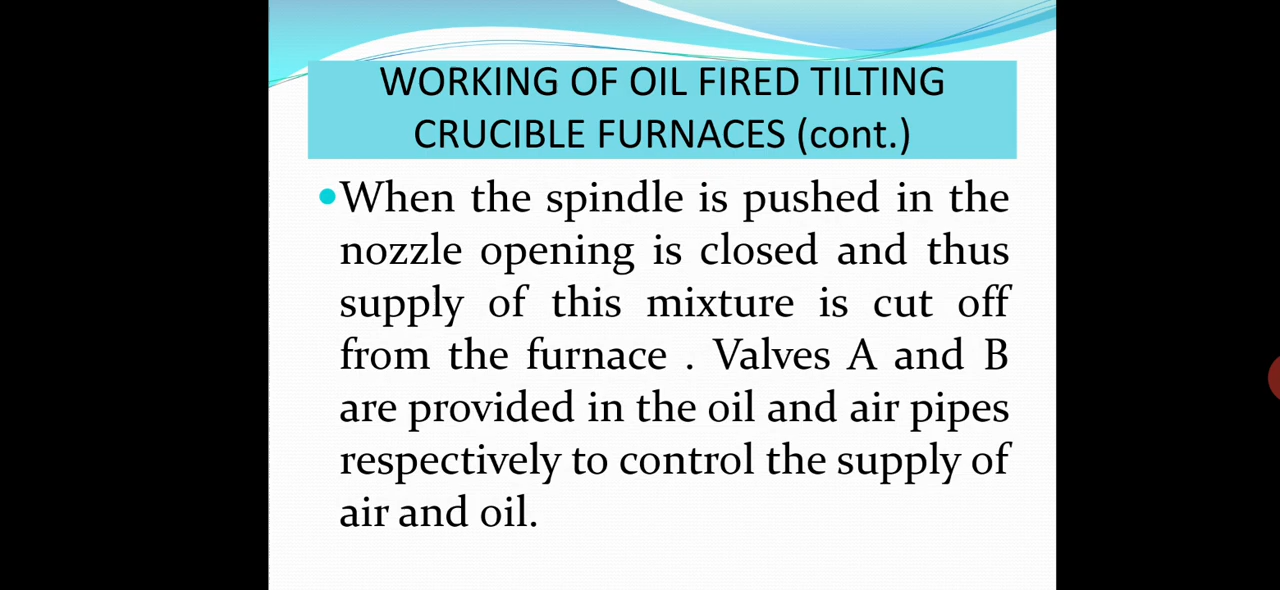 WORKING OF OIL FIRED TILTING
CRUCIBLE FURNACES (cont.)
•When the spindle is pushed in the
nozzle opening is closed and thus
supply of this mixture is cut off
from the furnace . Valves A and B
are provided in the oil and air pipes
respectively to control the supply of
air and oil.